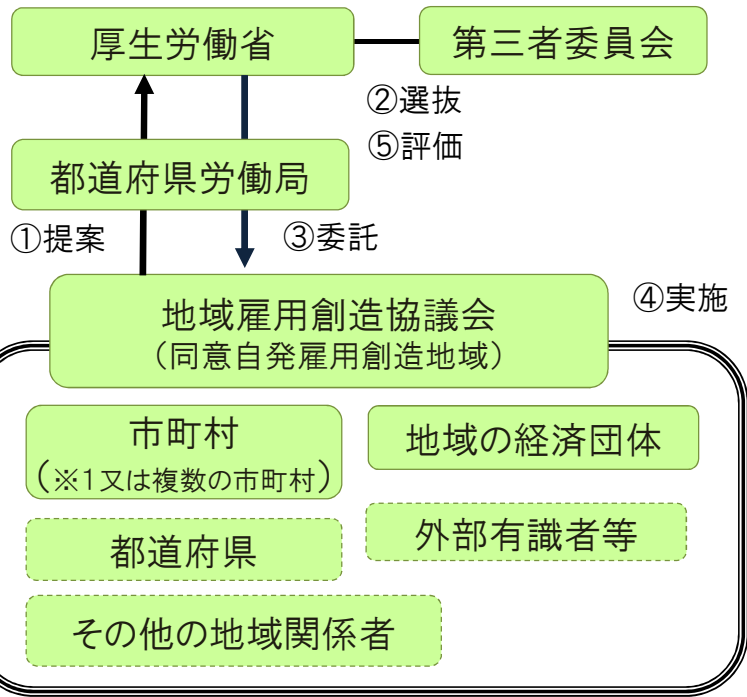 厚生労働省
第三者委員会
②選抜
⑤評価
都道府県労働局
①提案
③委託
地域雇用創造協議会
（同意自発雇用創造地域）
④実施
市町村
（※1又は複数の市町村）
地域の経済団体
都道府県
外部有識者等
その他の地域関係者